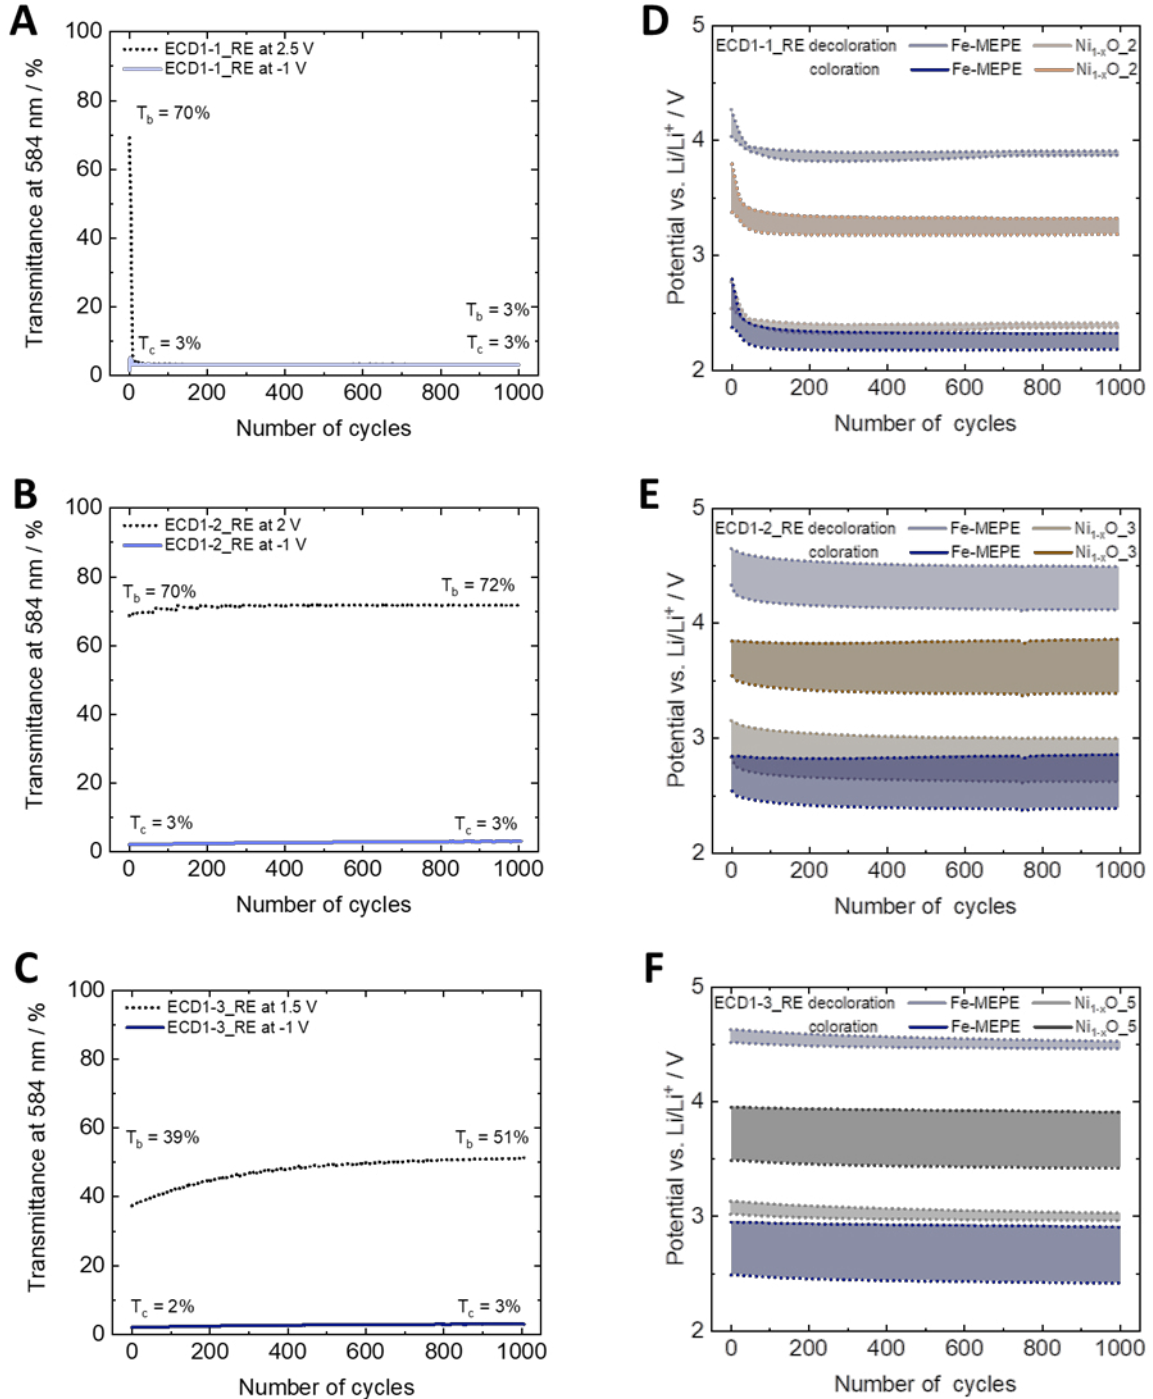 A
100
80
60
40
20
0
Transmittance at 584 nm / %
ECD1-1_RE at 2.5 V
ECD1-1_RE at -1 V
T_b = 70%
T_c = 3%
T_b = 3%
T_c = 3%
0 200 400 600 800 1000
Number of cycles
D
5
4
3
2
Potential vs. Li/Li⁺ / V
ECD1-1_RE decoloration Fe-MEPE Ni₁₋ₓO_2
coloration Fe-MEPE Ni₁₋ₓO_2
0 200 400 600 800 1000
Number of cycles
B
100
80
60
40
20
0
Transmittance at 584 nm / %
ECD1-2_RE at 2 V
ECD1-2_RE at -1 V
T_b = 70%
T_b = 72%
T_c = 3%
T_c = 3%
0 200 400 600 800 1000
Number of cycles
E
5
4
3
2
Potential vs. Li/Li⁺ / V
ECD1-2_RE decoloration Fe-MEPE Ni₁₋ₓO_3
coloration Fe-MEPE Ni₁₋ₓO_3
0 200 400 600 800 1000
Number of cycles
C
100
80
60
40
20
0
Transmittance at 584 nm / %
ECD1-3_RE at 1.5 V
ECD1-3_RE at -1 V
T_b = 39%
T_b = 51%
T_c = 2%
T_c = 3%
0 200 400 600 800 1000
Number of cycles
F
5
4
3
2
Potential vs. Li/Li⁺ / V
ECD1-3_RE decoloration Fe-MEPE Ni₁₋ₓO_5
coloration Fe-MEPE Ni₁₋ₓO_5
0 200 400 600 800 1000
Number of cycles